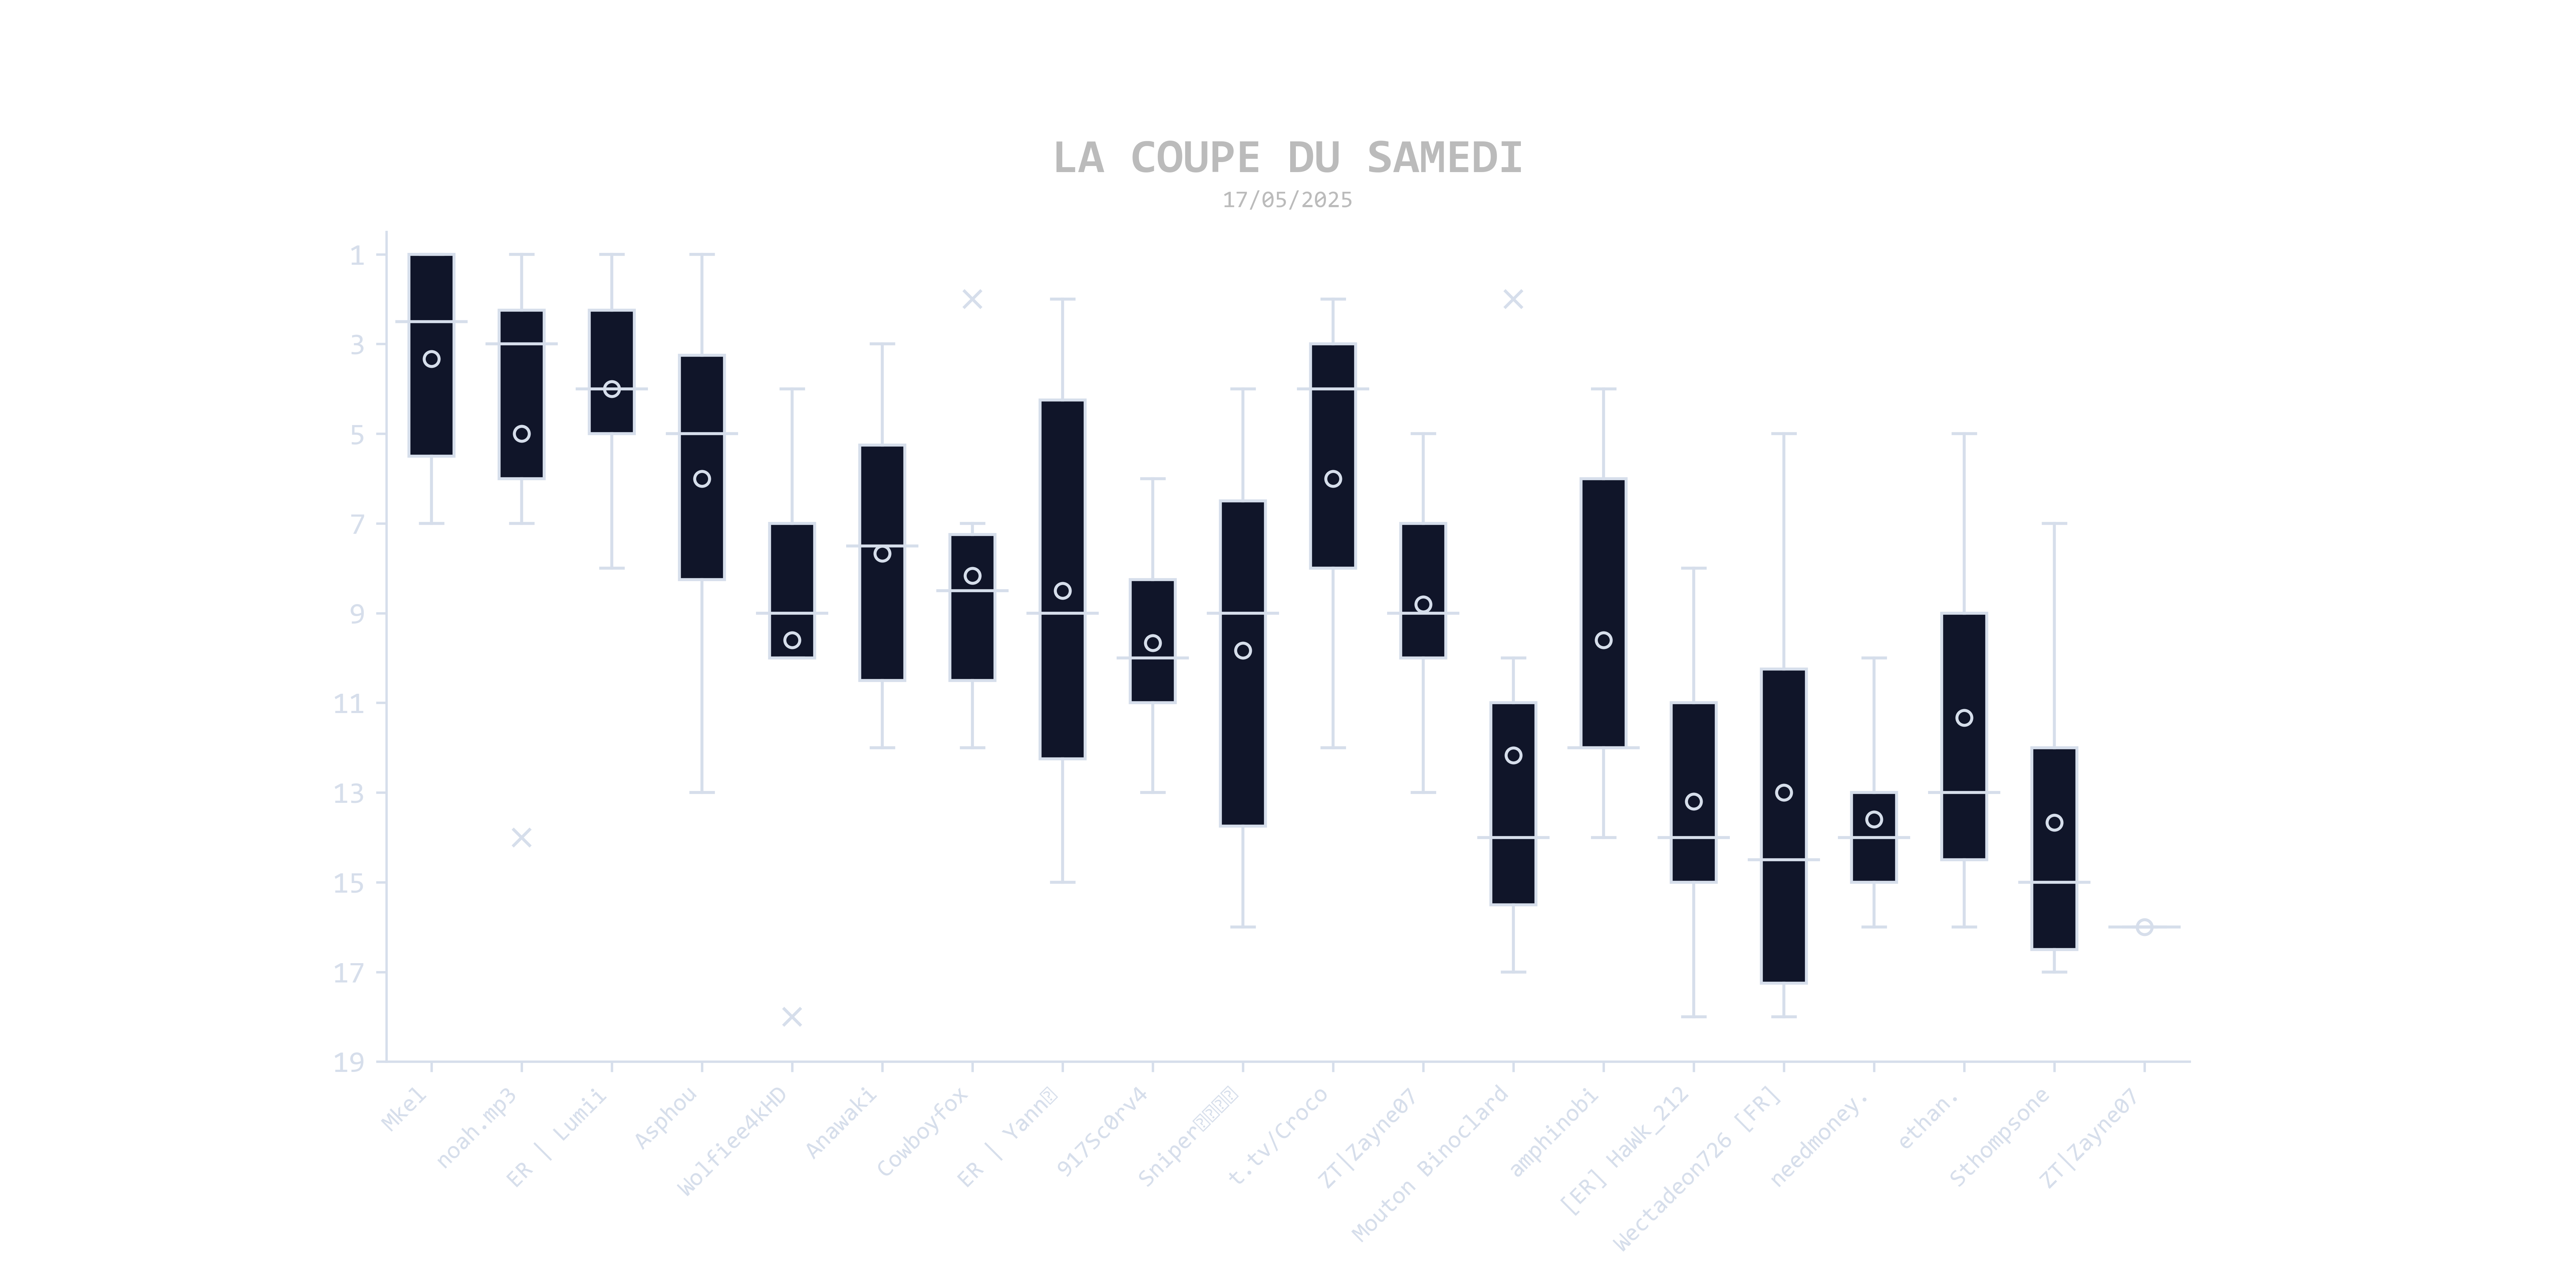 LA COUPE DU SAMEDI
17/05/2025
1
3
5
7
9
11
13
15
17
19
Mkel
noah.mp3
ER | Lumii
Asphou
Wolfiee4kHD
Anawaki
Cowboyfox
ER | Yann
917Sc0rv4
Sniper
t.tv/Croco
ZT|Zayne07
Mouton Binoclard
amphinobi
[ER] HaWk_212
Wectadeon726 [FR]
needmoney.
ethan.
Sthompsone
ZT|Zayne07